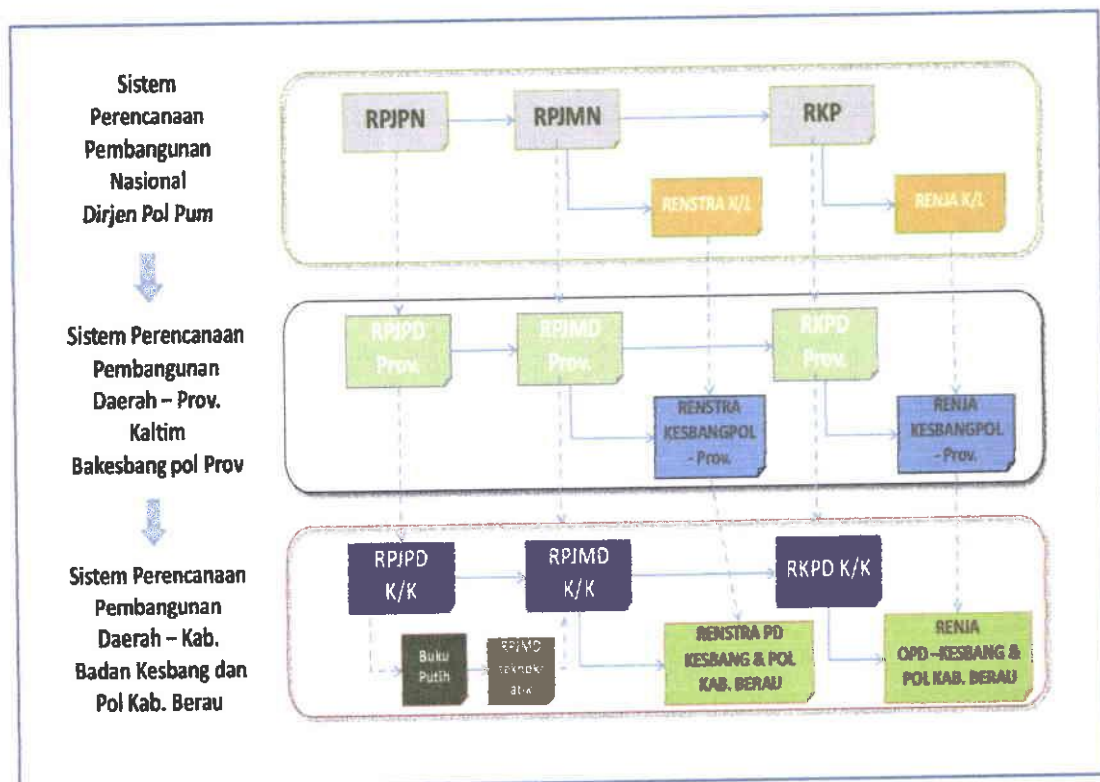 Sistem
Perencanaan
Pembangunan
Nasional
Dirjen Pol Pum
RPJPN
RPJMN
RKP
RENSTRA K/L
RENJA K/L
Sistem Perencanaan
Pembangunan
Daerah – Prov.
Kaltim
Bakesbang pol Prov
RPJPD
Prov.
RPJMD
Prov.
RKPD
Prov.
RENSTRA
KESBANGPOL
- Prov.
RENJA
KESBANGPOL
- Prov.
Sistem Perencanaan
Pembangunan
Daerah – Kab.
Badan Kesbang dan
Pol Kab. Berau
RPJPD
K/K
RPJMD
K/K
RKPD K/K
Buku
Putih
RPJMD
teknokr
atik
RENSTRA PD
KESBANG & POL
KAB. BERAU
RENJA
OPD –KESBANG &
POL KAB. BERAU